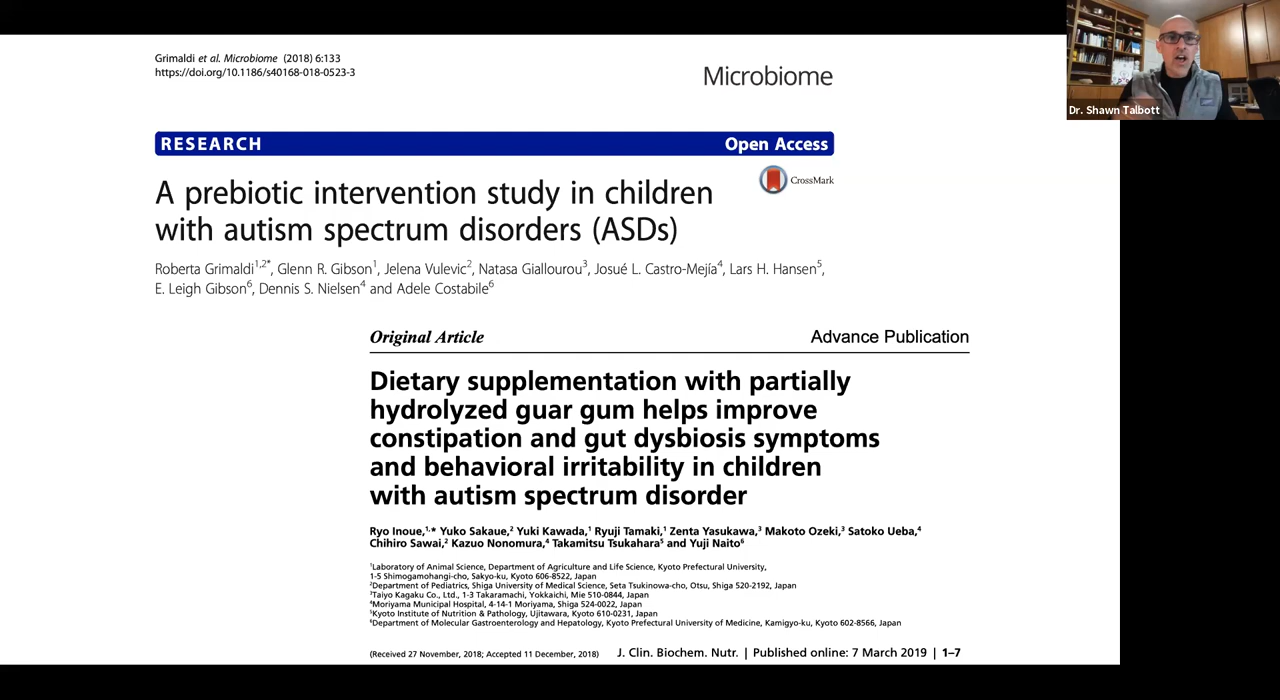 Grimaldi et al. Microbiome (2018) 6:133
https://doi.org/10.1186/s40168-018-0523-3
Microbiome
Dr. Shawn Talbott
RESEARCH Open Access
CrossMark
A prebiotic intervention study in children
with autism spectrum disorders (ASDs)
Roberta Grimaldi1,2*, Glenn R. Gibson1, Jelena Vulevic2, Natasa Giallourou3, Josué L. Castro-Mejía4, Lars H. Hansen5,
E. Leigh Gibson6, Dennis S. Nielsen4 and Adele Costabile6
Original Article Advance Publication
Dietary supplementation with partially
hydrolyzed guar gum helps improve
constipation and gut dysbiosis symptoms
and behavioral irritability in children
with autism spectrum disorder
Ryo Inoue,1,* Yuko Sakaue,2 Yuki Kawada,1 Ryuji Tamaki,1 Zenta Yasukawa,3 Makoto Ozeki,3 Satoko Ueba,4
Chihiro Sawai,2 Kazuo Nonomura,4 Takamitsu Tsukahara5 and Yuji Naito6
1Laboratory of Animal Science, Department of Agriculture and Life Science, Kyoto Prefectural University,
1-5 Shimogamohangi-cho, Sakyo-ku, Kyoto 606-8522, Japan
2Department of Pediatrics, Shiga University of Medical Science, Seta Tsukinowa-cho, Otsu, Shiga 520-2192, Japan
3Taiyo Kagaku Co., Ltd., 1-3 Takaramachi, Yokkaichi, Mie 510-0844, Japan
4Moriyama Municipal Hospital, 4-14-1 Moriyama, Shiga 524-0022, Japan
5Kyoto Institute of Nutrition & Pathology, Ujitawara, Kyoto 610-0231, Japan
6Department of Molecular Gastroenterology and Hepatology, Kyoto Prefectural University of Medicine, Kamigyo-ku, Kyoto 602-8566, Japan
(Received 27 November, 2018; Accepted 11 December, 2018) J. Clin. Biochem. Nutr. | Published online: 7 March 2019 | 1–7